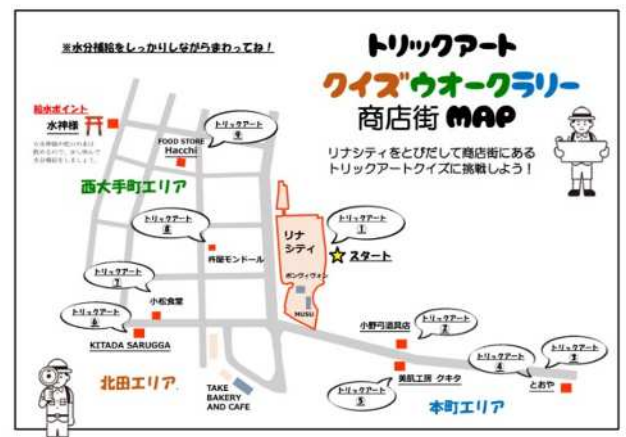 ※水分補給をしっかりしながらまわってね！
トリックアート
クイズウオークラリー
商店街 MAP
リナシティをとびだして商店街にある
トリックアートクイズに挑戦しよう！
給水ポイント
水神様
トリックアート
⑨
FOOD STORE
Hacchi
西大手町エリア
トリックアート
⑧
杵屋モンドール
リナ
シティ
ボンヴィヴォン
MUSU
トリックアート
①
スタート
トリックアート
⑦
小松食堂
トリックアート
⑥
KITADA SARUGGA
小野弓道具店
トリックアート
②
トリックアート
③
トリックアート
④
とおや
美肌工房 クキタ
トリックアート
⑤
北田エリア
TAKE
BAKERY
AND CAFE
本町エリア